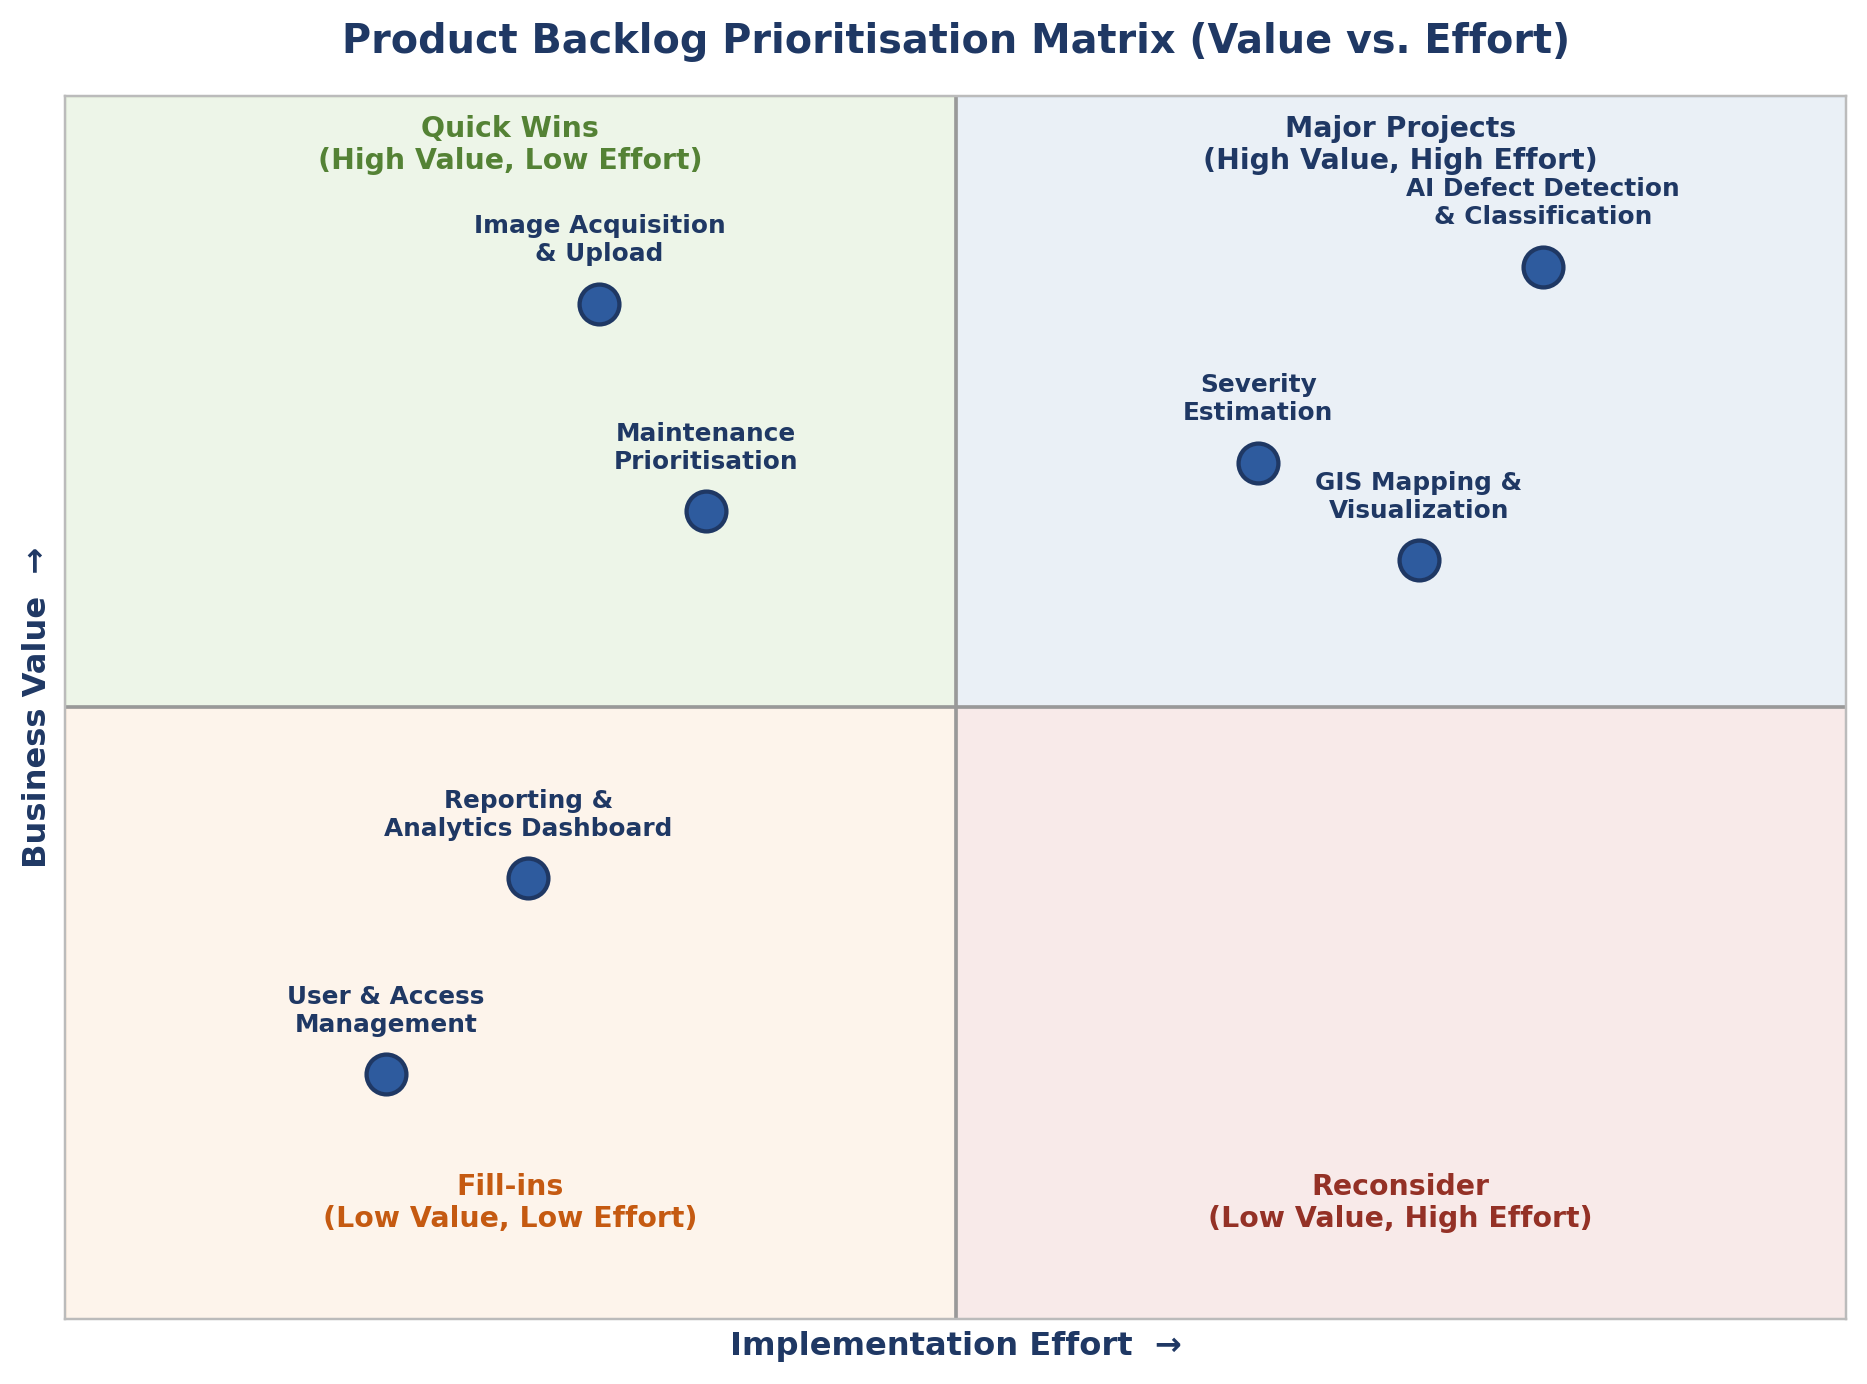 Product Backlog Prioritisation Matrix (Value vs. Effort)
Quick Wins
(High Value, Low Effort)
Major Projects
(High Value, High Effort)
AI Defect Detection
& Classification
Image Acquisition
& Upload
Severity
Estimation
Maintenance
Prioritisation
GIS Mapping &
Visualization
Business Value →
Reporting &
Analytics Dashboard
User & Access
Management
Fill-ins
(Low Value, Low Effort)
Reconsider
(Low Value, High Effort)
Implementation Effort →